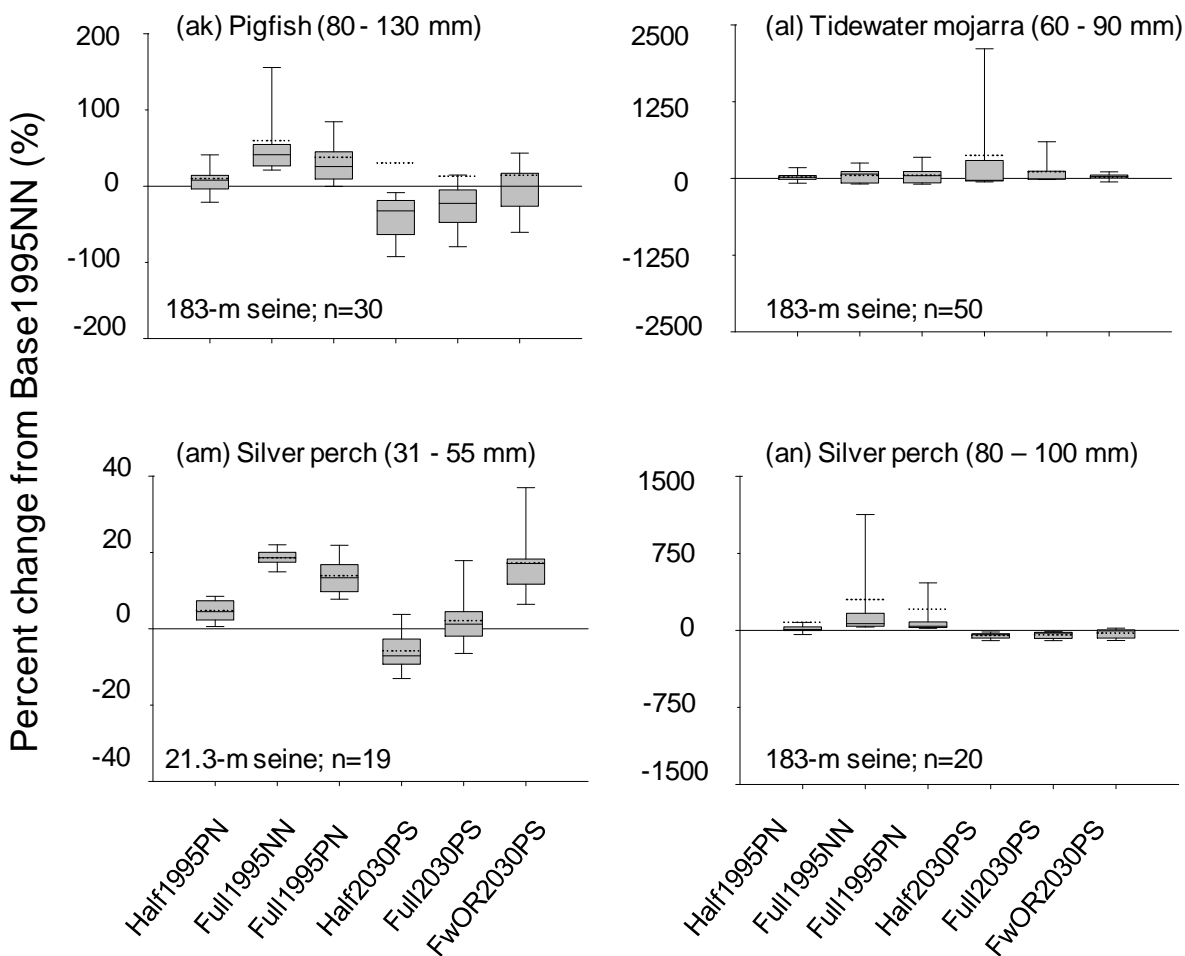 Percent change from Base1995NN (%)
(ak) Pigfish (80 - 130 mm)
200
100
0
-100
-200
183-m seine; n=30
(al) Tidewater mojarra (60 - 90 mm)
2500
1250
0
-1250
-2500
183-m seine; n=50
(am) Silver perch (31 - 55 mm)
40
20
0
-20
-40
21.3-m seine; n=19
(an) Silver perch (80 – 100 mm)
1500
750
0
-750
-1500
183-m seine; n=20
Half1995PN
Full1995NN
Full1995PN
Half2030PS
Full2030PS
FwOR2030PS
Half1995PN
Full1995NN
Full1995PN
Half2030PS
Full2030PS
FwOR2030PS